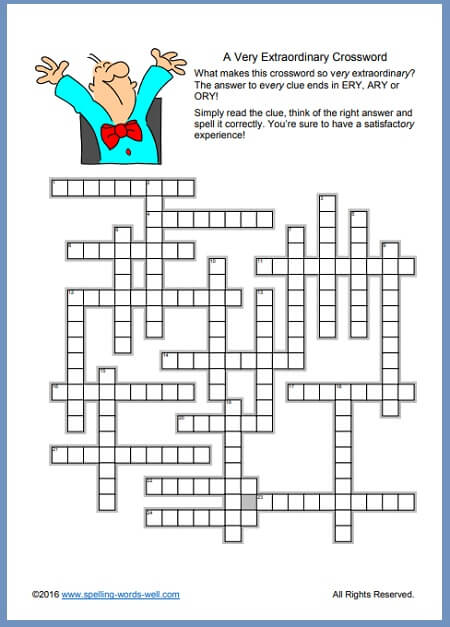 A Very Extraordinary Crossword
What makes this crossword so very extraordinary?
The answer to every clue ends in ERY, ARY or
ORY!
Simply read the clue, think of the right answer and
spell it correctly. You're sure to have a satisfactory
experience!
©2016 www.spelling-words-well.com
All Rights Reserved.